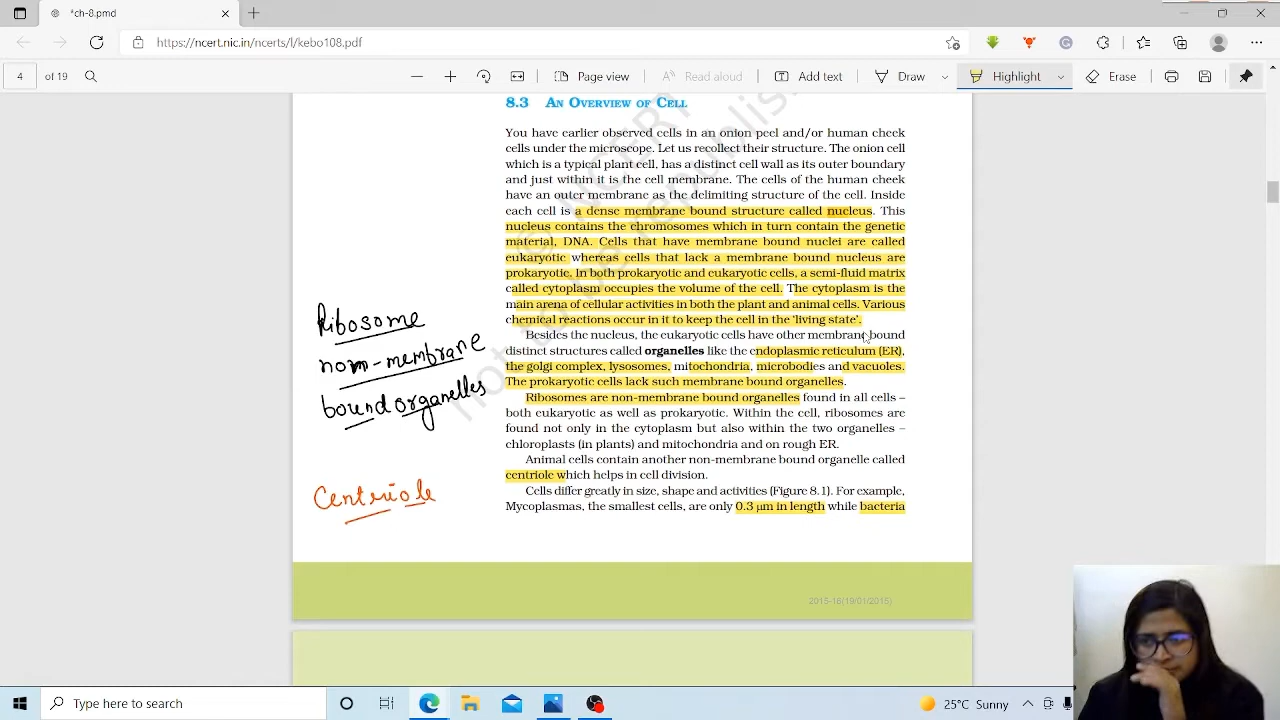 *ch-8.pmd
https://ncert.nic.in/ncerts/l/kebo108.pdf
4 of 19
Page view
Read aloud
Add text
Draw
Highlight
Erase
8.3 AN OVERVIEW OF CELL
You have earlier observed cells in an onion peel and/or human cheek
cells under the microscope. Let us recollect their structure. The onion cell
which is a typical plant cell, has a distinct cell wall as its outer boundary
and just within it is the cell membrane. The cells of the human cheek
have an outer membrane as the delimiting structure of the cell. Inside
each cell is a dense membrane bound structure called nucleus. This
nucleus contains the chromosomes which in turn contain the genetic
material, DNA. Cells that have membrane bound nuclei are called
eukaryotic whereas cells that lack a membrane bound nucleus are
prokaryotic. In both prokaryotic and eukaryotic cells, a semi-fluid matrix
called cytoplasm occupies the volume of the cell. The cytoplasm is the
main arena of cellular activities in both the plant and animal cells. Various
chemical reactions occur in it to keep the cell in the 'living state'.
Besides the nucleus, the eukaryotic cells have other membrane bound
distinct structures called organelles like the endoplasmic reticulum (ER),
the golgi complex, lysosomes, mitochondria, microbodies and vacuoles.
The prokaryotic cells lack such membrane bound organelles.
Ribosomes are non-membrane bound organelles found in all cells –
both eukaryotic as well as prokaryotic. Within the cell, ribosomes are
found not only in the cytoplasm but also within the two organelles –
chloroplasts (in plants) and mitochondria and on rough ER.
Animal cells contain another non-membrane bound organelle called
centriole which helps in cell division.
Cells differ greatly in size, shape and activities (Figure 8.1). For example,
Mycoplasmas, the smallest cells, are only 0.3 µm in length while bacteria
Ribosome
non-membrane
bound organelles
Centriole
© NCERT
not to be republis
2015-16(19/01/2015)
Type here to search
25°C Sunny